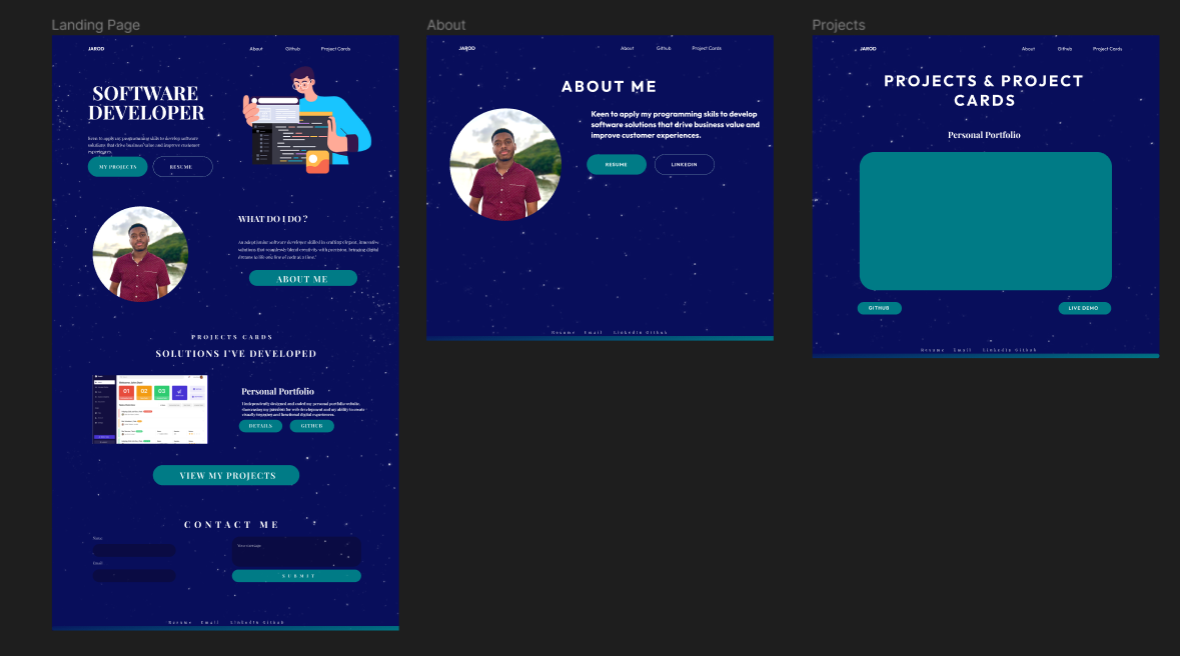 Landing Page
JAROD
About Github Project Cards
SOFTWARE
DEVELOPER
Keen to apply my programming skils to develop software
solutions that drive business value and improve customer
experiences.
MY PROJECTS RESUME
WHAT DO I DO ?
ABOUT ME
PROJECTS CARDS
SOLUTIONS I'VE DEVELOPED
01 02 03
Personal Portfolio
DETAILS GITHUB
VIEW MY PROJECTS
CONTACT ME
Name
Email
Your message
SUBMIT
Resume Email LinkedIn Github
About
JAROD
About Github Project Cards
ABOUT ME
Keen to apply my programming skils to develop
software solutions that drive business value and
improve customer experiences.
RESUME LINKEDIN
Resume Email LinkedIn Github
Projects
JAROD
About Github Project Cards
PROJECTS & PROJECT
CARDS
Personal Portfolio
GITHUB LIVE DEMO
Resume Email LinkedIn Github